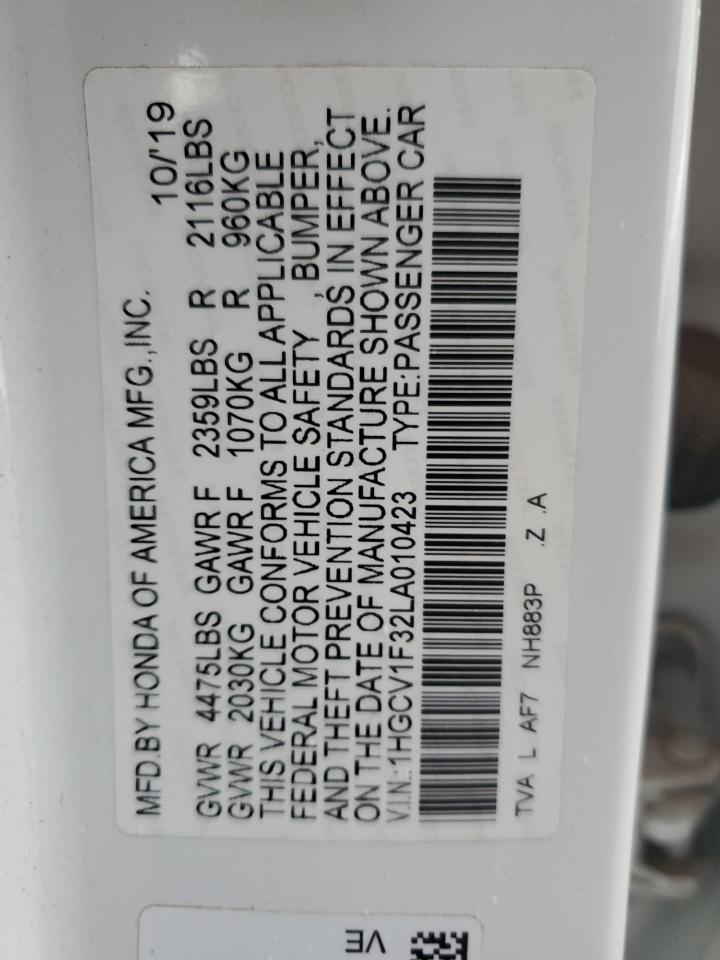 MFD.BY HONDA OF AMERICA MFG.,INC. 10/'19
GVWR 4475LBS GAWR F 2359LBS R 2116LBS
GVWR 2030KG GAWR F 1070KG R 960KG
THIS VEHICLE CONFORMS TO ALL APPLICABLE
FEDERAL MOTOR VEHICLE SAFETY , BUMPER,
AND THEFT PREVENTION STANDARDS IN EFFECT
ON THE DATE OF MANUFACTURE SHOWN ABOVE.
V.I.N.:1HGCV1F32LA010423 TYPE:PASSENGER CAR
TVA L AF7 NH883P .Z .A
VE